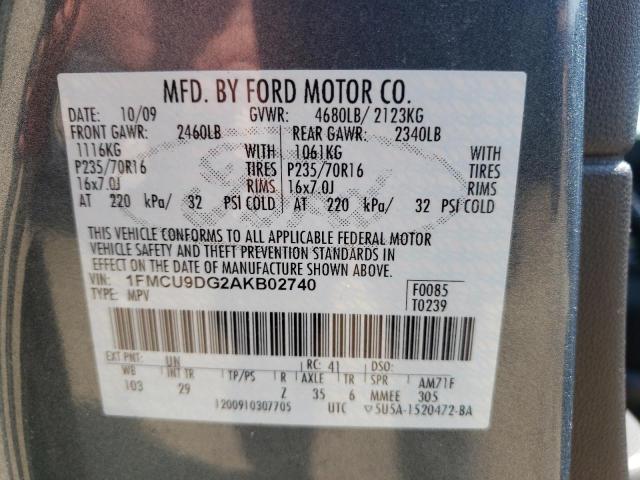 MFD. BY FORD MOTOR CO.
DATE: 10/09 GVWR: 4680LB/ 2123KG
FRONT GAWR: 2460LB REAR GAWR: 2340LB
1116KG WITH 1061KG WITH
P235/70R16 TIRES P235/70R16 TIRES
16x7.0J RIMS 16x7.0J RIMS
AT 220 kPa/ 32 PSI COLD AT 220 kPa/ 32 PSI COLD
THIS VEHICLE CONFORMS TO ALL APPLICABLE FEDERAL MOTOR
VEHICLE SAFETY AND THEFT PREVENTION STANDARDS IN
EFFECT ON THE DATE OF MANUFACTURE SHOWN ABOVE.
VIN: 1FMCU9DG2AKB02740 F0085
TYPE: MPV T0239
EXT PNT: UN RC: 41 DSO:
WB INT TR TP/PS R AXLE TR SPR AM71F
103 29 Z 35 6 MMEE 305
1200910307705 UTC ▽5U5A-1520472-BA